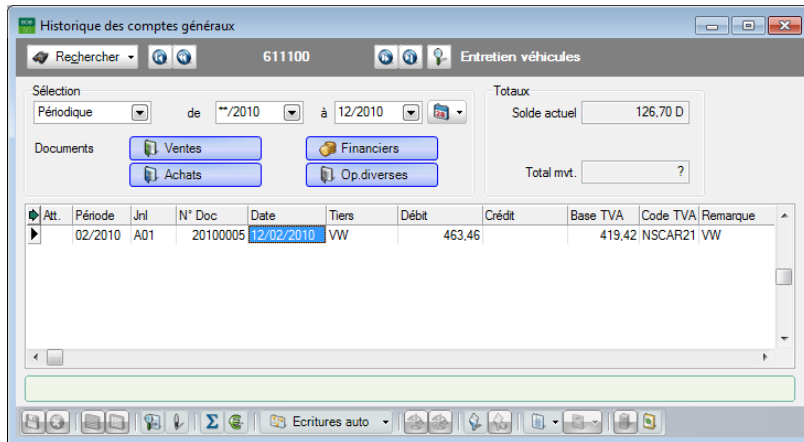 Historique des comptes généraux
Rechercher 611100 Entretien véhicules
Sélection Totaux
Périodique de **/2010 à 12/2010 Solde actuel 126,70 D
Documents Ventes Financiers
Achats Op.diverses Total mvt. ?
Att. Période Jnl N° Doc Date Tiers Débit Crédit Base TVA Code TVA Remarque
02/2010 A01 20100005 12/02/2010 VW 463,46 419,42 NSCAR21 VW
Ecritures auto